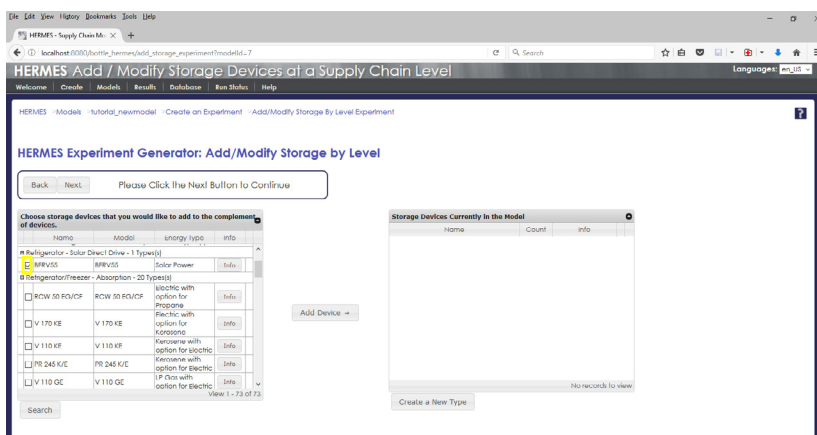 File Edit View History Bookmarks Tools Help
HERMES - Supply Chain Mo × +
localhost:8080/bottle_hermes/add_storage_experiment?modelId=7
Search
HERMES Add / Modify Storage Devices at a Supply Chain Level
Languages: en_US
Welcome Create Models Results Database Run Status Help
HERMES >Models >tutorial_newmodel >Create an Experiment >Add/Modify Storage By Level Experiment
?
HERMES Experiment Generator: Add/Modify Storage by Level
Back Next Please Click the Next Button to Continue
Choose storage devices that you would like to add to the complement
of devices.
Name Model Energy Type Info
Refrigerator - Solar Direct Drive - 1 Types(s)
BFRV55 BFRV55 Solar Power Info
Refrigerator/Freezer - Absorption - 20 Types(s)
RCW 50 EG/CF RCW 50 EG/CF Electric with option for Propane Info
V 170 KE V 170 KE Electric with option for Kerosene Info
V 110 KE V 110 KE Kerosene with option for Electric Info
PR 245 K/E PR 245 K/E Kerosene with option for Electric Info
V 110 GE V 110 GE LP Gas with option for Electric Info
View 1 - 73 of 73
Search
Add Device →
Storage Devices Currently in the Model
Name Count Info
No records to view
Create a New Type